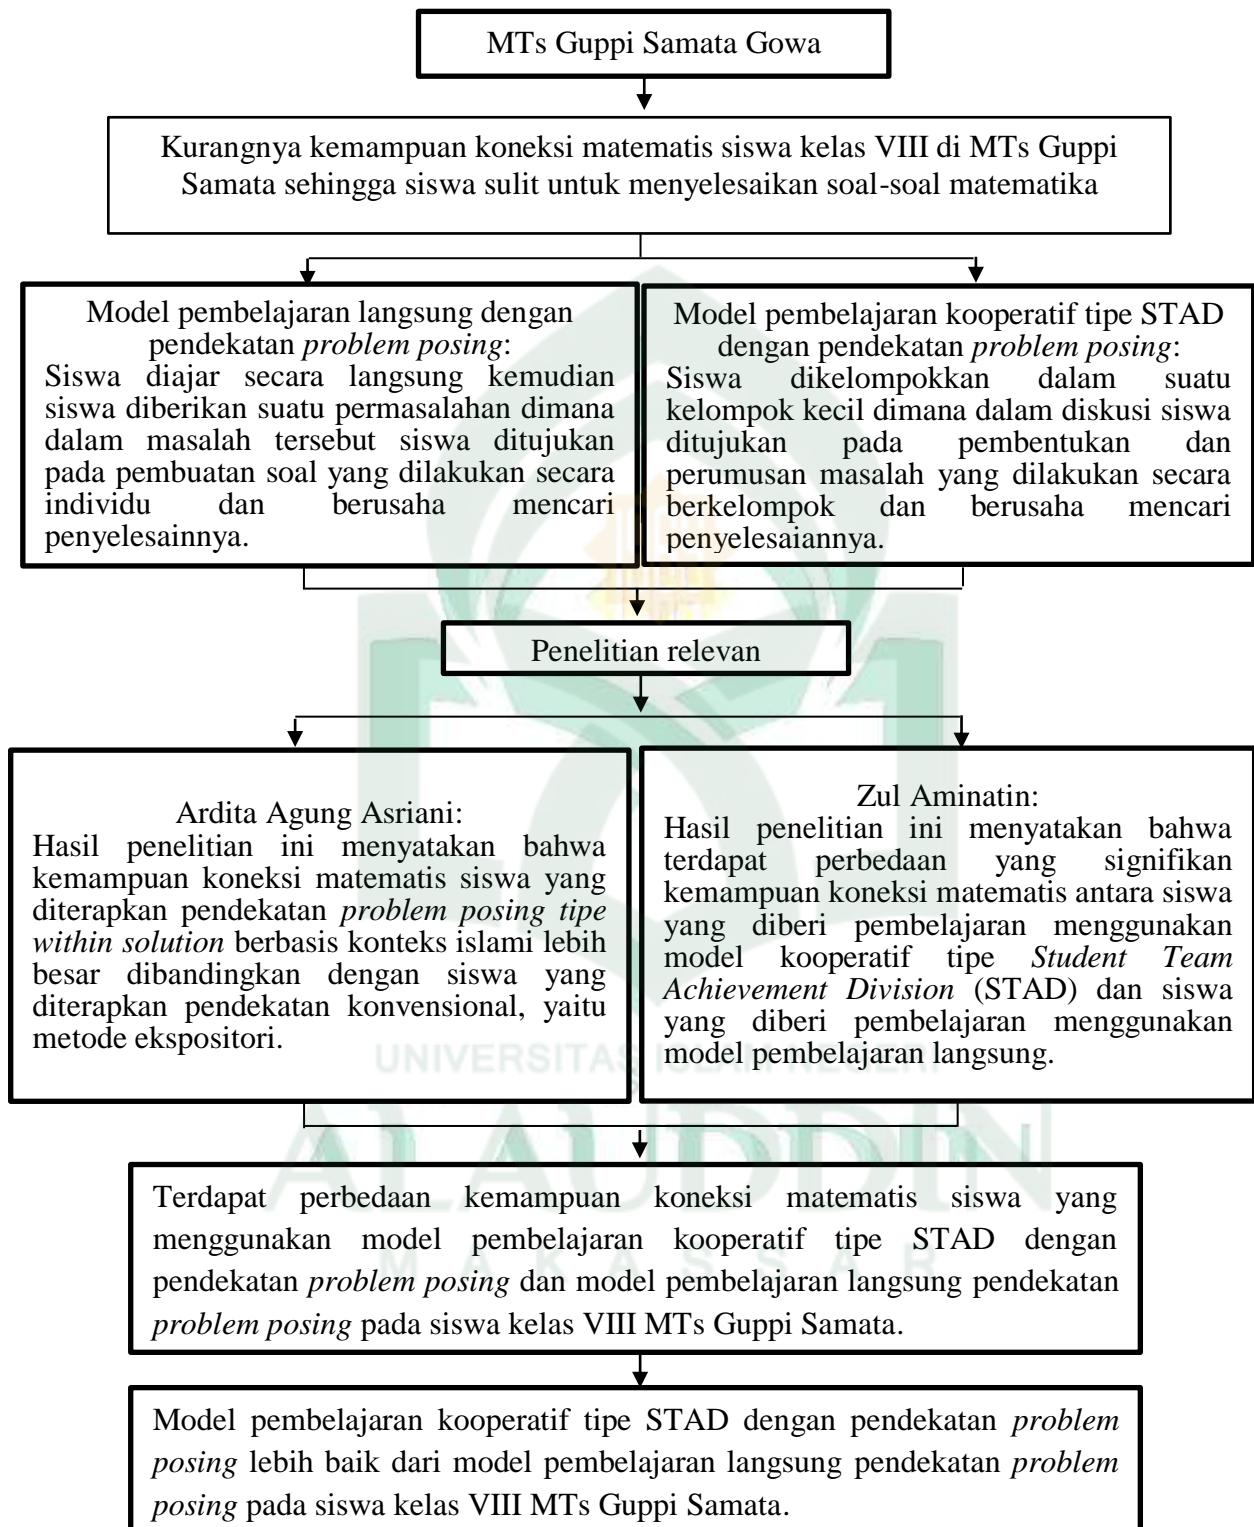 MTs Guppi Samata Gowa
Kurangnya kemampuan koneksi matematis siswa kelas VIII di MTs Guppi
Samata sehingga siswa sulit untuk menyelesaikan soal-soal matematika
Model pembelajaran langsung dengan
pendekatan problem posing:
Siswa diajar secara langsung kemudian
siswa diberikan suatu permasalahan dimana
dalam masalah tersebut siswa ditujukan
pada pembuatan soal yang dilakukan secara
individu dan berusaha mencari
penyelesainnya.
Model pembelajaran kooperatif tipe STAD
dengan pendekatan problem posing:
Siswa dikelompokkan dalam suatu
kelompok kecil dimana dalam diskusi siswa
ditujukan pada pembentukan dan
perumusan masalah yang dilakukan secara
berkelompok dan berusaha mencari
penyelesaiannya.
Penelitian relevan
Ardita Agung Asriani:
Hasil penelitian ini menyatakan bahwa
kemampuan koneksi matematis siswa yang
diterapkan pendekatan problem posing tipe
within solution berbasis konteks islami lebih
besar dibandingkan dengan siswa yang
diterapkan pendekatan konvensional, yaitu
metode ekspositori.
Zul Aminatin:
Hasil penelitian ini menyatakan bahwa
terdapat perbedaan yang signifikan
kemampuan koneksi matematis antara siswa
yang diberi pembelajaran menggunakan
model kooperatif tipe Student Team
Achievement Division (STAD) dan siswa
yang diberi pembelajaran menggunakan
model pembelajaran langsung.
UNIVERSITAS ISLAM NEGERI
ALAUDDIN
MAKASSAR
Terdapat perbedaan kemampuan koneksi matematis siswa yang
menggunakan model pembelajaran kooperatif tipe STAD dengan
pendekatan problem posing dan model pembelajaran langsung pendekatan
problem posing pada siswa kelas VIII MTs Guppi Samata.
Model pembelajaran kooperatif tipe STAD dengan pendekatan problem
posing lebih baik dari model pembelajaran langsung pendekatan problem
posing pada siswa kelas VIII MTs Guppi Samata.